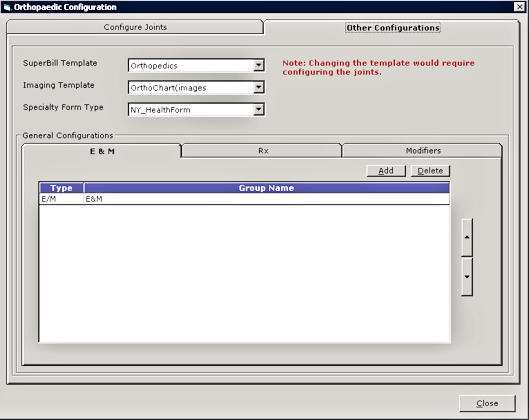 Orthopaedic Configuration
Configure Joints
Other Configurations
SuperBill Template
Orthopedics
Note: Changing the template would require
configuring the joints.
Imaging Template
OrthoChart(images
Specialty Form Type
NY_HealthForm
General Configurations
E & M
Rx
Modifiers
Add
Delete
Type
Group Name
E/M
E&M
Close